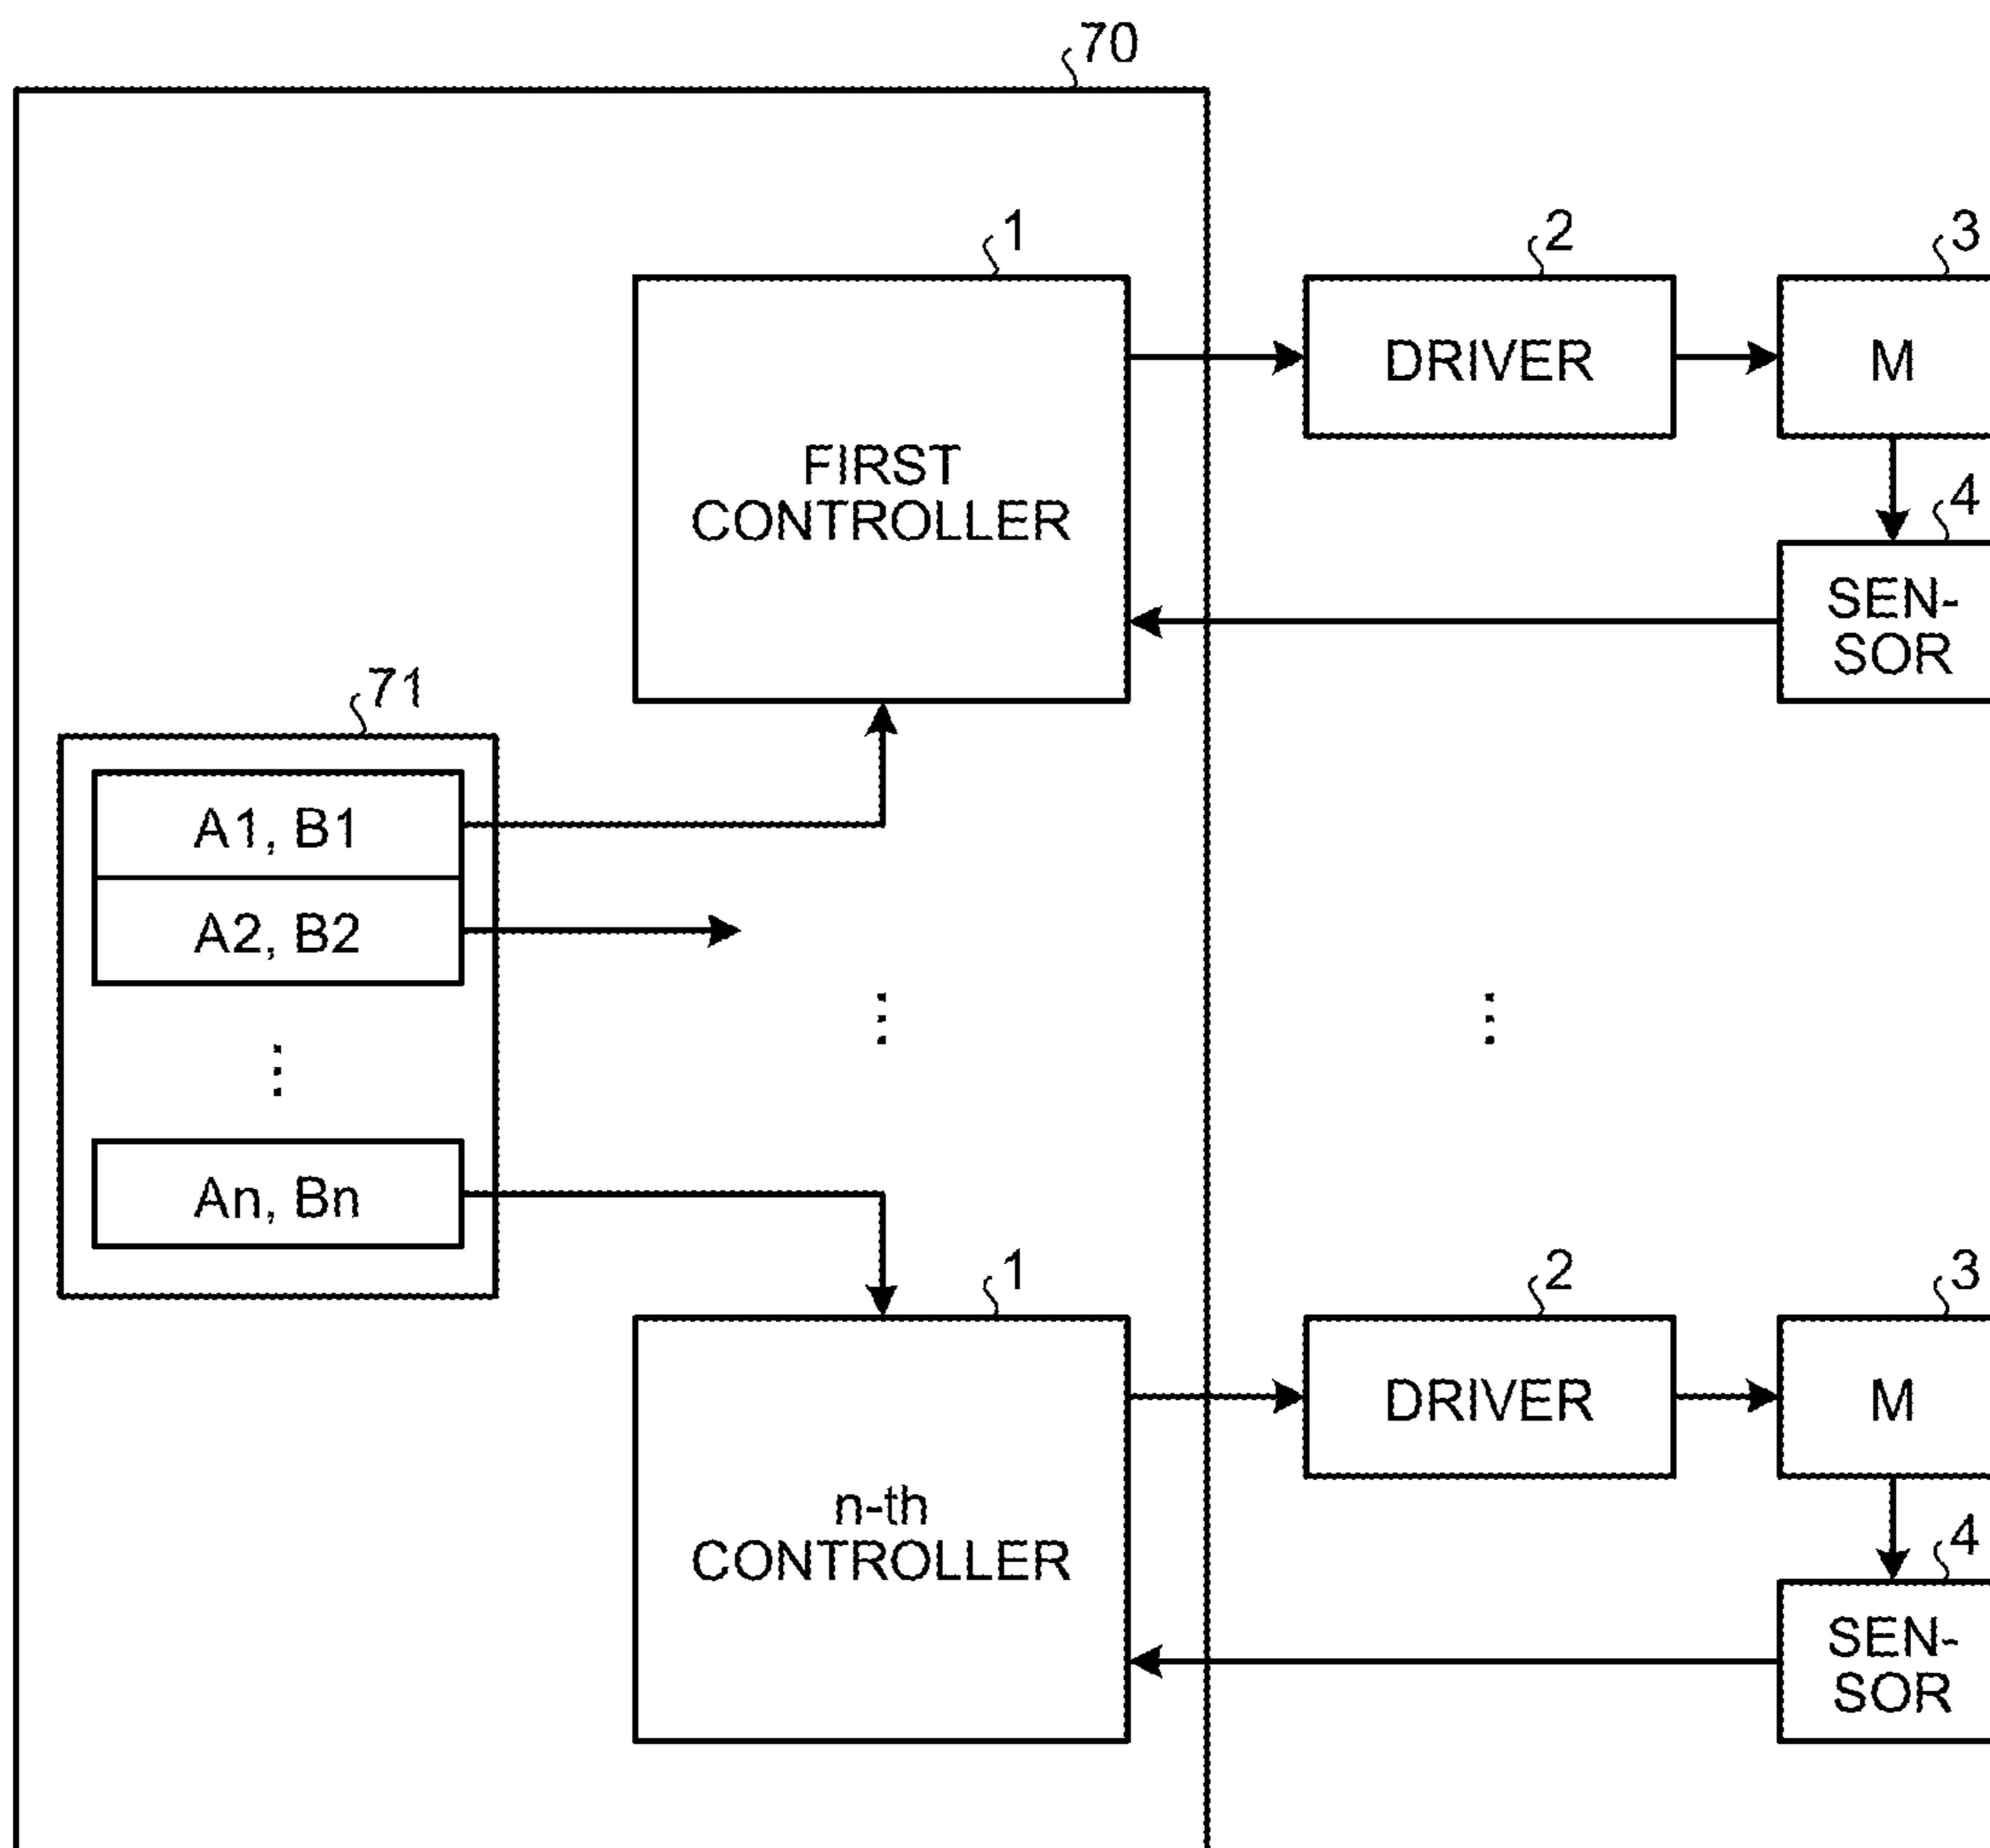 70
1
2
3
FIRST
CONTROLLER
DRIVER
M
4
SEN-
SOR
71
A1, B1
A2, B2
⋮
⋮
⋮
An, Bn
1
2
3
n-th
CONTROLLER
DRIVER
M
4
SEN-
SOR